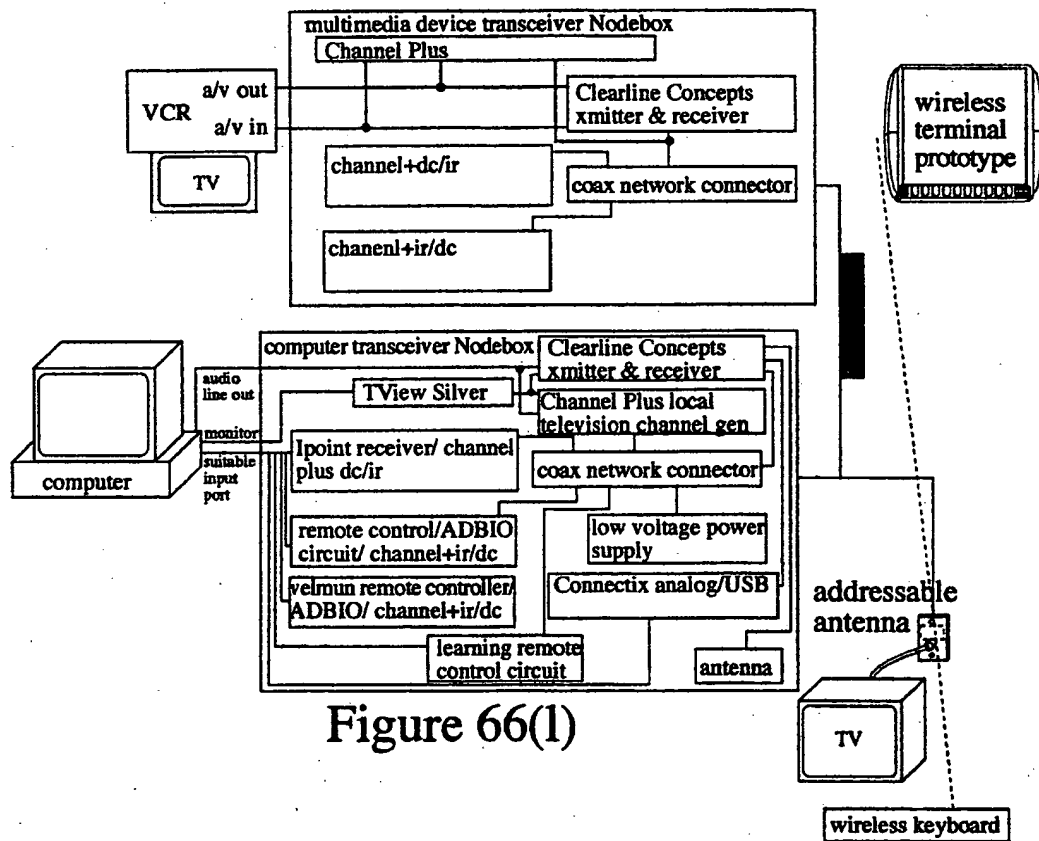 multimedia device transceiver Nodebox
Channel Plus
VCR
a/v out
a/v in
TV
Clearline Concepts
xmitter & receiver
channel+dc/ir
coax network connector
chanenl+ir/dc
wireless
terminal
prototype
computer transceiver Nodebox
Clearline Concepts
xmitter & receiver
audio
line out
TView Silver
Channel Plus local
television channel gen
monitor
suitable
input
port
computer
Ipoint receiver/ channel
plus dc/ir
coax network connector
remote control/ADBIO
circuit/ channel+ir/dc
low voltage power
supply
velmun remote controller/
ADBIO/ channel+ir/dc
Connectix analog/USB
learning remote
control circuit
antenna
addressable
antenna
TV
wireless keyboard
Figure 66(l)